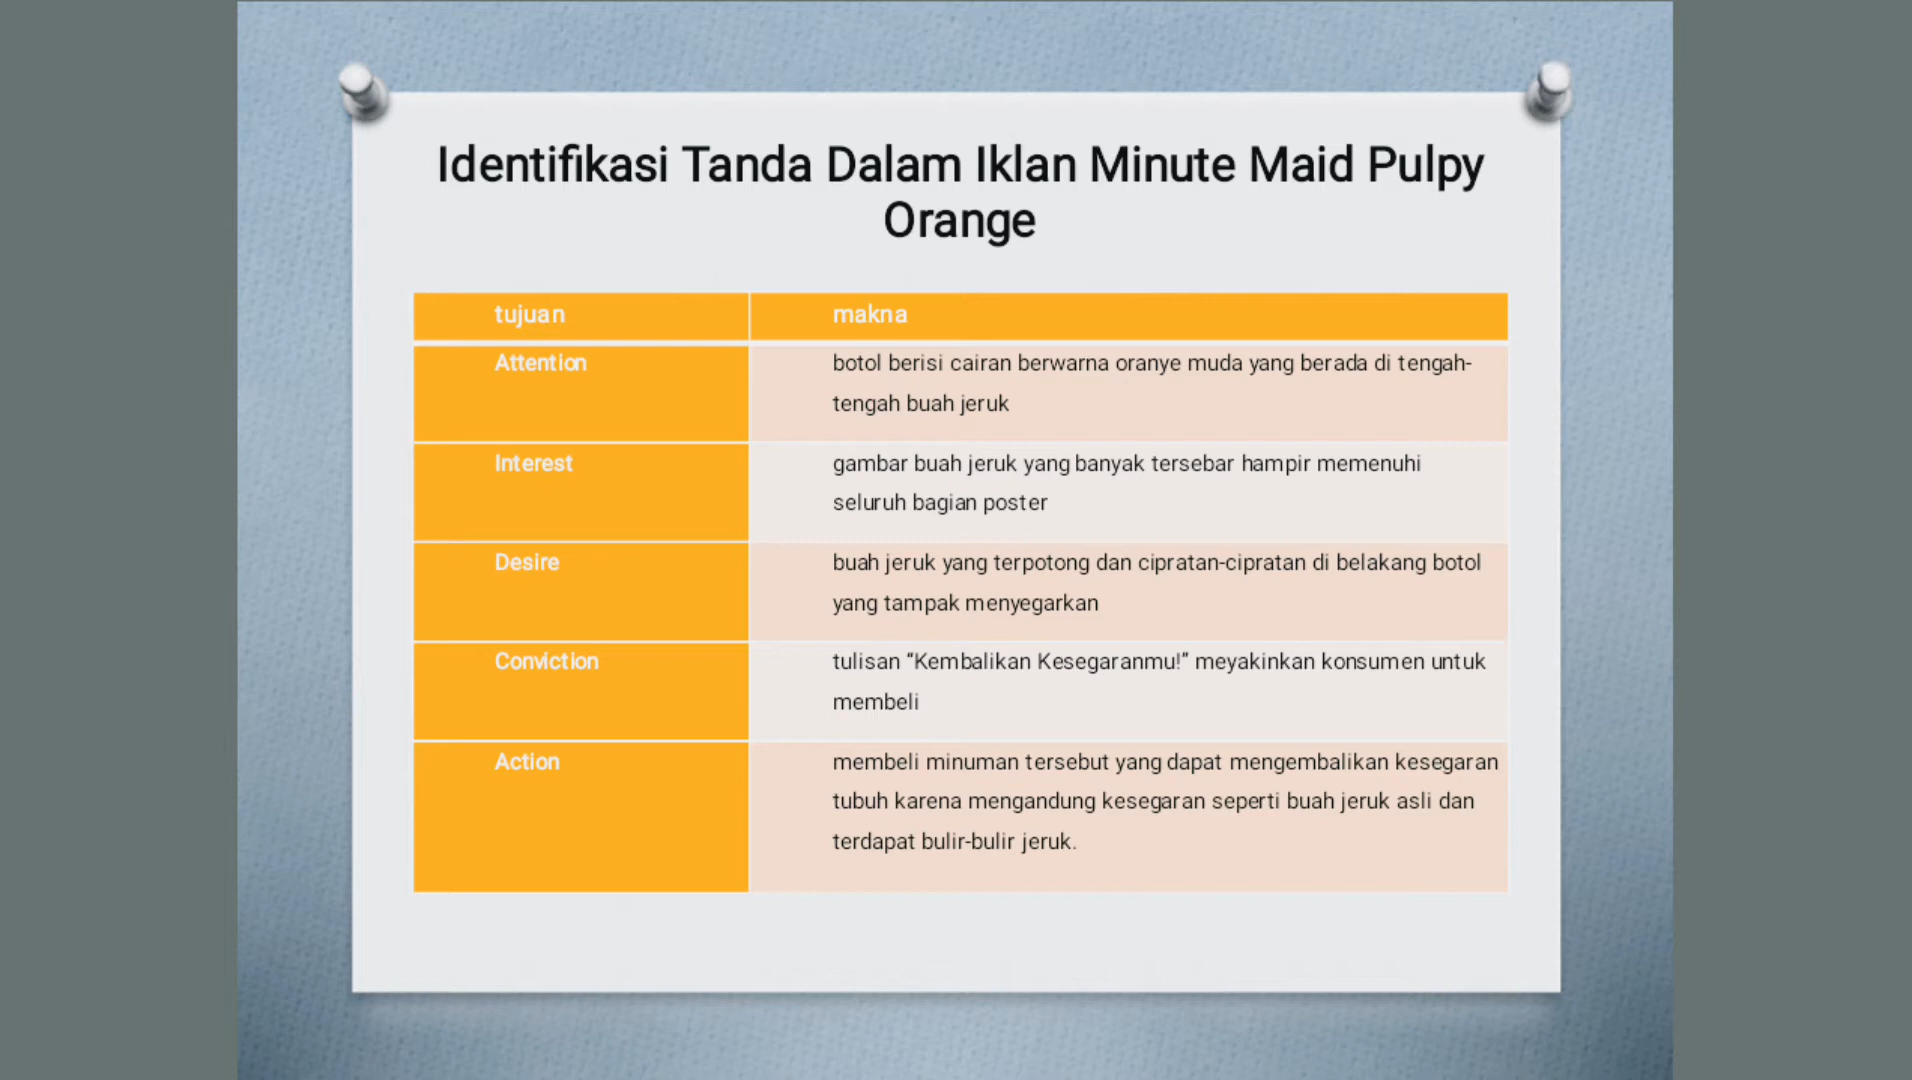 Identifikasi Tanda Dalam Iklan Minute Maid Pulpy
Orange
tujuan
makna
Attention
botol berisi cairan berwarna oranye muda yang berada di tengah-
tengah buah jeruk
Interest
gambar buah jeruk yang banyak tersebar hampir memenuhi
seluruh bagian poster
Desire
buah jeruk yang terpotong dan cipratan-cipratan di belakang botol
yang tampak menyegarkan
Conviction
tulisan “Kembalikan Kesegaranmu!” meyakinkan konsumen untuk
membeli
Action
membeli minuman tersebut yang dapat mengembalikan kesegaran
tubuh karena mengandung kesegaran seperti buah jeruk asli dan
terdapat bulir-bulir jeruk.